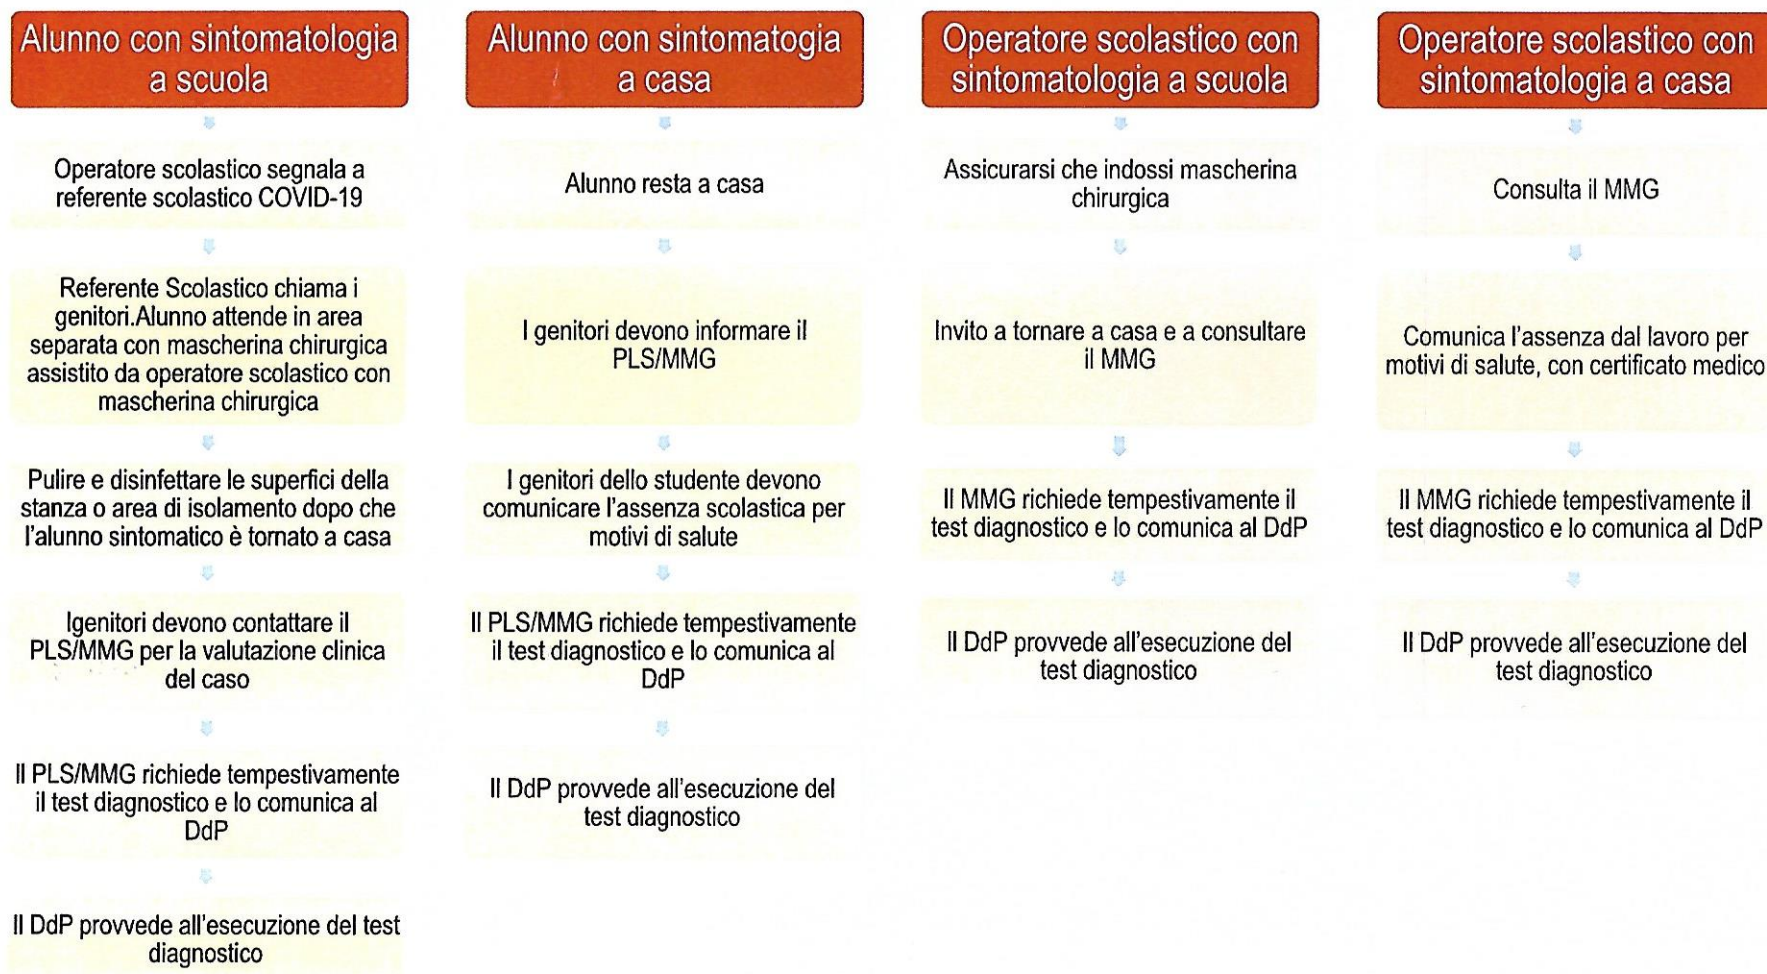 Alunno con sintomatologia
a scuola
Operatore scolastico segnala a
referente scolastico COVID-19
Referente Scolastico chiama i
genitori.Alunno attende in area
separata con mascherina chirurgica
assistito da operatore scolastico con
mascherina chirurgica
Pulire e disinfettare le superfici della
stanza o area di isolamento dopo che
l'alunno sintomatico è tornato a casa
Igenitori devono contattare il
PLS/MMG per la valutazione clinica
del caso
Il PLS/MMG richiede tempestivamente
il test diagnostico e lo comunica al
DdP
Il DdP provvede all'esecuzione del test
diagnostico
Alunno con sintomatogia
a casa
Alunno resta a casa
I genitori devono informare il
PLS/MMG
I genitori dello studente devono
comunicare l'assenza scolastica per
motivi di salute
Il PLS/MMG richiede tempestivamente
il test diagnostico e lo comunica al
DdP
Il DdP provvede all'esecuzione del
test diagnostico
Operatore scolastico con
sintomatologia a scuola
Assicurarsi che indossi mascherina
chirurgica
Invito a tornare a casa e a consultare
il MMG
Il MMG richiede tempestivamente il
test diagnostico e lo comunica al DdP
Il DdP provvede all'esecuzione del
test diagnostico
Operatore scolastico con
sintomatologia a casa
Consulta il MMG
Comunica l'assenza dal lavoro per
motivi di salute, con certificato medico
Il MMG richiede tempestivamente il
test diagnostico e lo comunica al DdP
Il DdP provvede all'esecuzione del
test diagnostico